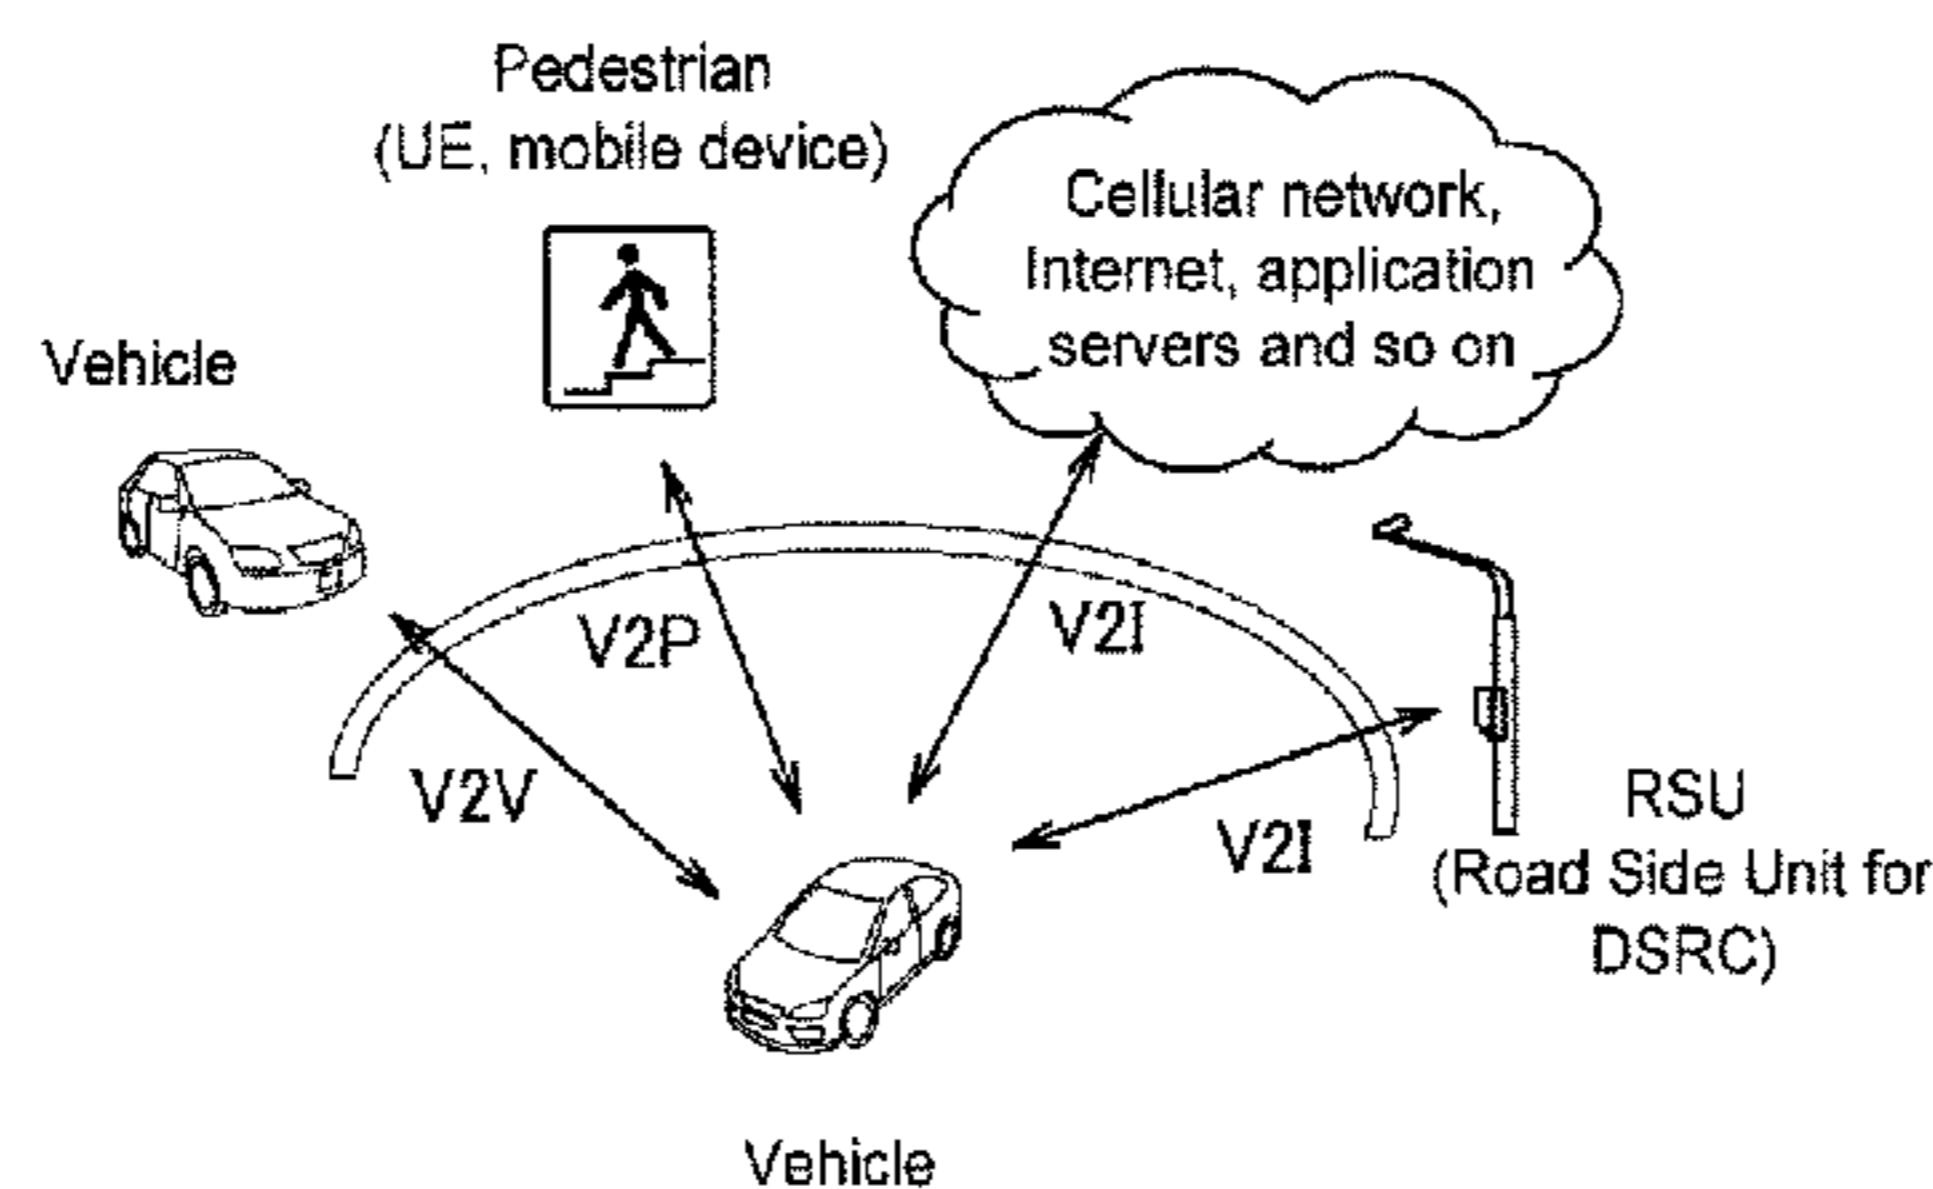 Pedestrian
(UE, mobile device)
Cellular network,
Internet, application
servers and so on
Vehicle
V2P
V2I
V2V
V2I
RSU
(Road Side Unit for
DSRC)
Vehicle